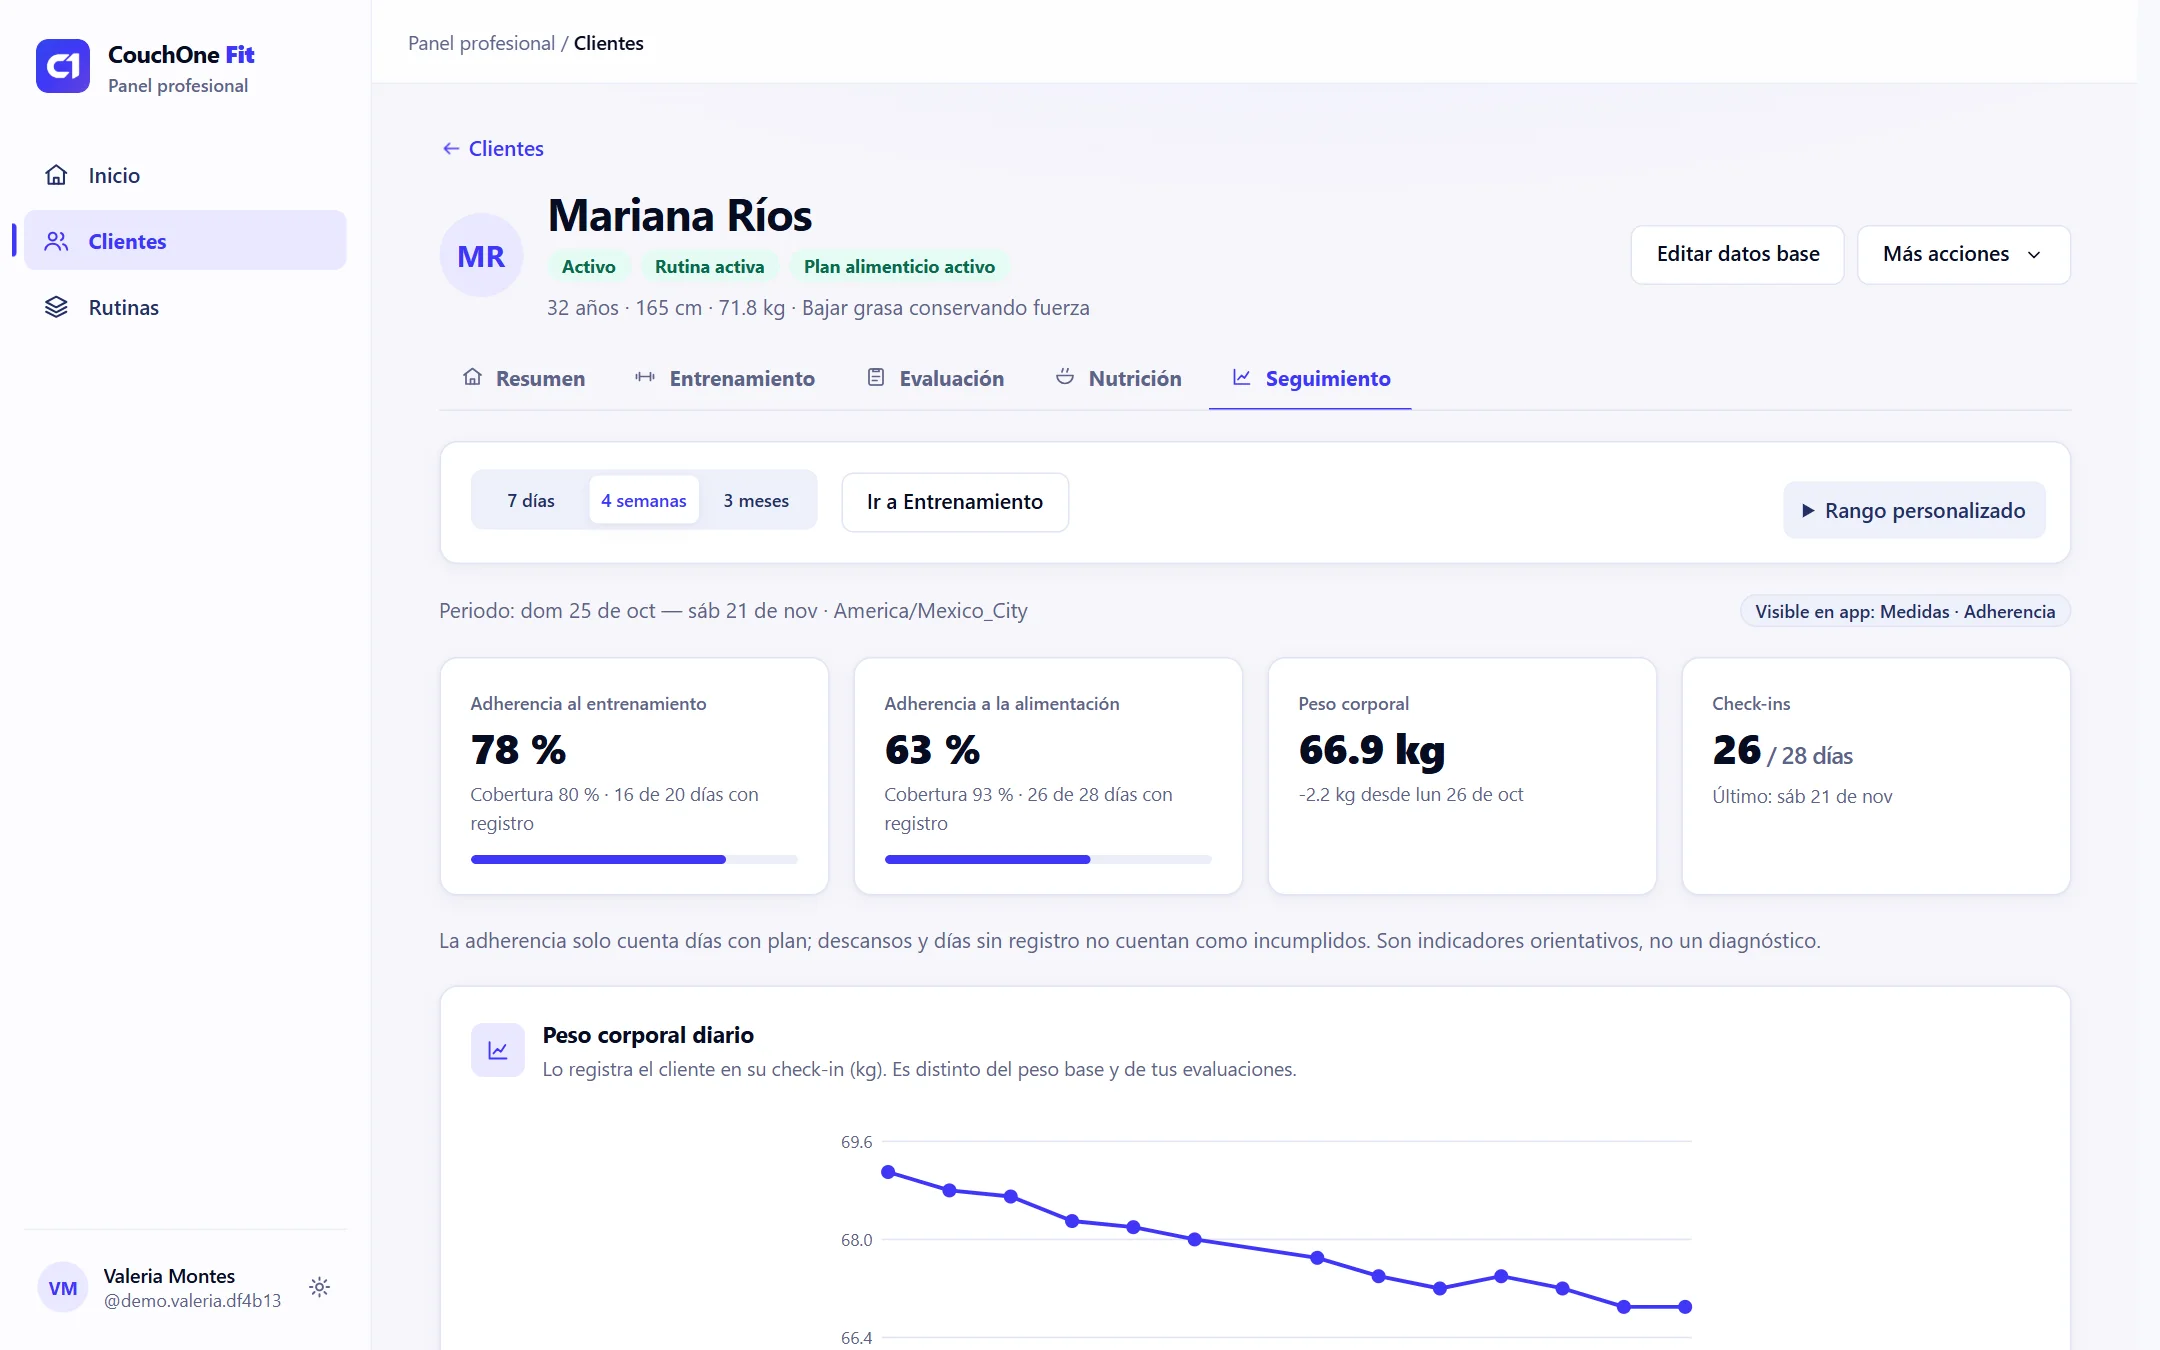 C1
CouchOne Fit
Panel profesional
Inicio
Clientes
Rutinas
VM
Valeria Montes
@demo.valeria.df4b13
Panel profesional / Clientes
← Clientes
MR
Mariana Ríos
Activo
Rutina activa
Plan alimenticio activo
32 años · 165 cm · 71.8 kg · Bajar grasa conservando fuerza
Editar datos base
Más acciones
Resumen
Entrenamiento
Evaluación
Nutrición
Seguimiento
7 días
4 semanas
3 meses
Ir a Entrenamiento
▶ Rango personalizado
Periodo: dom 25 de oct — sáb 21 de nov · America/Mexico_City
Visible en app: Medidas · Adherencia
Adherencia al entrenamiento
78 %
Cobertura 80 % · 16 de 20 días con
registro
Adherencia a la alimentación
63 %
Cobertura 93 % · 26 de 28 días con
registro
Peso corporal
66.9 kg
-2.2 kg desde lun 26 de oct
Check-ins
26 / 28 días
Último: sáb 21 de nov
La adherencia solo cuenta días con plan; descansos y días sin registro no cuentan como incumplidos. Son indicadores orientativos, no un diagnóstico.
Peso corporal diario
Lo registra el cliente en su check-in (kg). Es distinto del peso base y de tus evaluaciones.
69.6
68.0
66.4